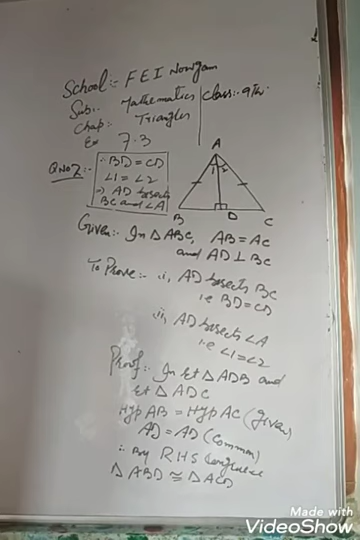 School:- F E I Nowgam
Sub:- Mathematics | Class:- 9th.
Chap:- Triangles
Ex 7.3
Q No 2:
∴ BD = CD
∠1 = ∠2
⇒ AD bisects
BC and ∠A
A
1 2
B D C
Given:- In △ ABC, AB = AC
and AD ⊥ BC
To Prove:- i, AD bisects BC
i.e BD = CD
ii, AD bisects ∠A
i.e ∠1 = ∠2
Proof:- In rt △ ADB and
rt △ ADC
Hyp AB = Hyp AC (given)
AD = AD (Common)
∴ By RHS Congruence
△ ABD ≅ △ ACD
Made with
VideoShow